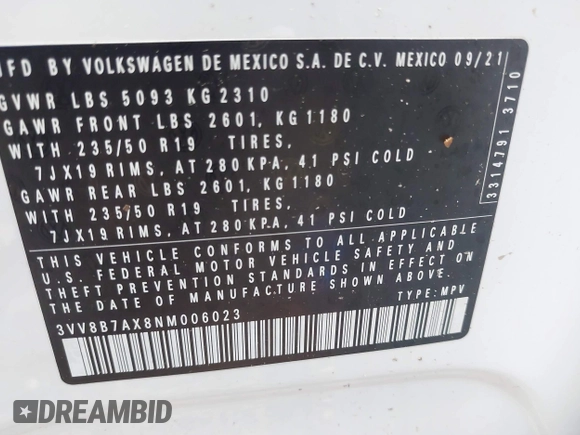 MFD BY VOLKSWAGEN DE MEXICO S.A. DE C.V. MEXICO 09/21
GVWR LBS 5093 KG 2310
GAWR FRONT LBS 2601, KG 1180
WITH 235/50 R19 TIRES,
7JX19 RIMS, AT 280 KPA, 41 PSI COLD
GAWR REAR LBS 2601, KG 1180
WITH 235/50 R19 TIRES,
7JX19 RIMS, AT 280 KPA, 41 PSI COLD
THIS VEHICLE CONFORMS TO ALL APPLICABLE
U.S. FEDERAL MOTOR VEHICLE SAFETY AND
THEFT PREVENTION STANDARDS IN EFFECT ON
THE DATE OF MANUFACTURE SHOWN ABOVE.
3VV8B7AX8NM006023
TYPE: MPV
3314791 3710
DREAMBID